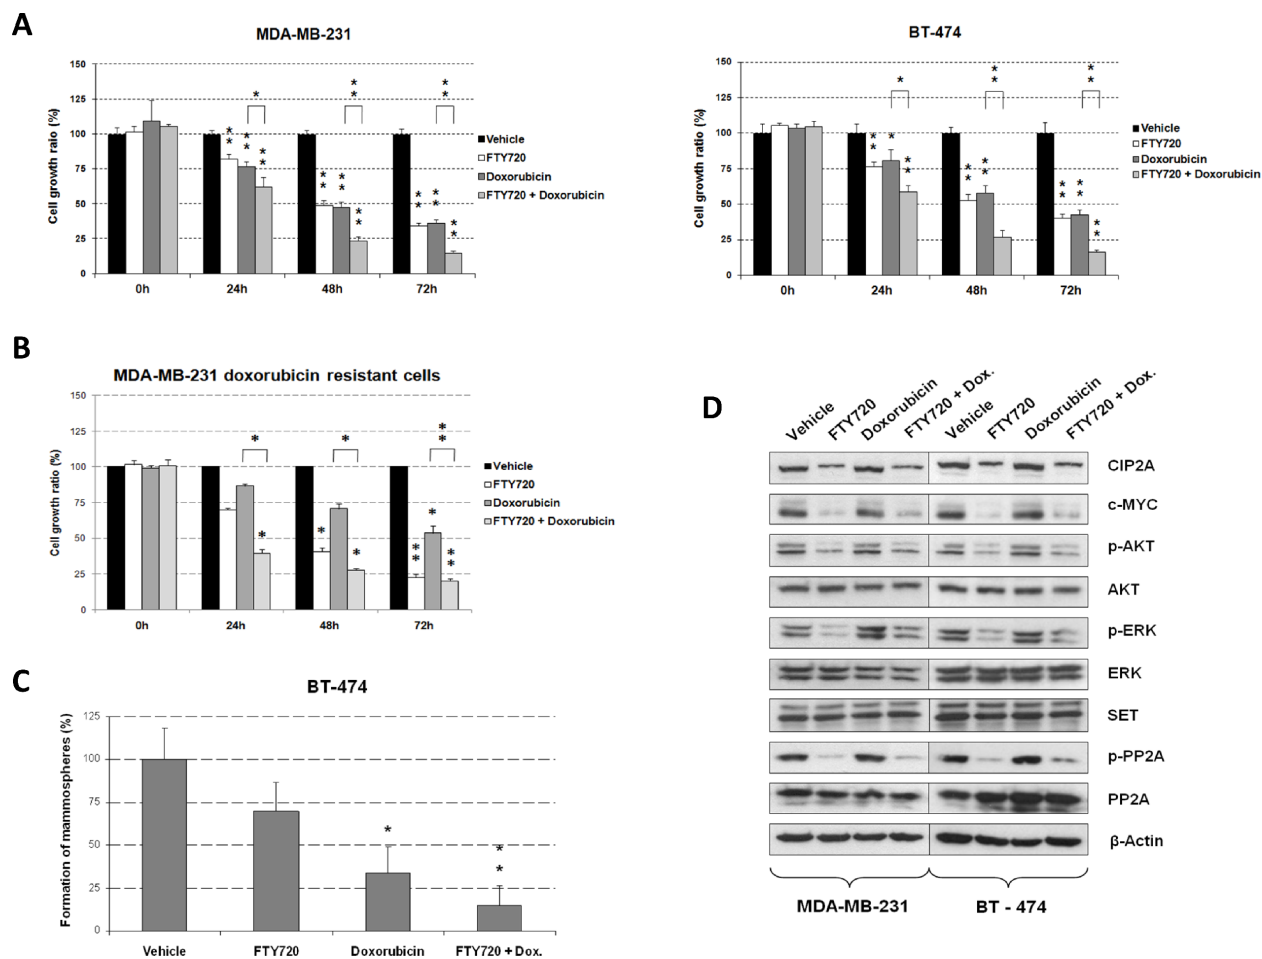 A
MDA-MB-231
Cell growth ratio (%)
150
125
100
75
50
25
0
* * * * * *
*
* * * * * *
* *
* * * * * *
* *
0h 24h 48h 72h
Vehicle
FTY720
Doxorubicin
FTY720 + Doxorubicin
BT-474
Cell growth ratio (%)
150
125
100
75
50
25
0
* * * * * *
*
* * * *
* *
* * * * * *
* *
0h 24h 48h 72h
Vehicle
FTY720
Doxorubicin
FTY720 + Doxorubicin
B
MDA-MB-231 doxorubicin resistant cells
Cell growth ratio (%)
150
125
100
75
50
25
0
*
*
* *
*
* * * * *
* *
0h 24h 48h 72h
Vehicle
FTY720
Doxorubicin
FTY720 + Doxorubicin
C
BT-474
Formation of mammospheres (%)
125
100
75
50
25
0
*
* *
Vehicle FTY720 Doxorubicin FTY720 + Dox.
D
Vehicle FTY720 Doxorubicin FTY720 + Dox. Vehicle FTY720 Doxorubicin FTY720 + Dox.
CIP2A
c-MYC
p-AKT
AKT
p-ERK
ERK
SET
p-PP2A
PP2A
β-Actin
MDA-MB-231 BT - 474